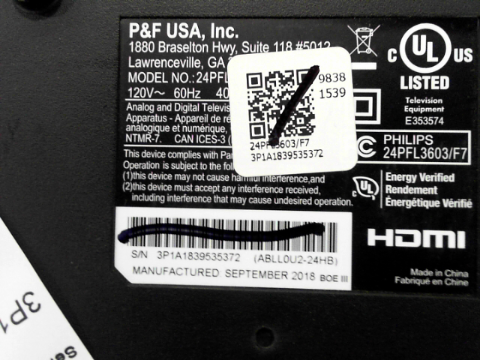 P&F USA, Inc.
1880 Braselton Hwy, Suite 118 #5012
Lawrenceville, GA
MODEL NO.: 24PFL
120V~ 60Hz 40
Analog and Digital Televis
Apparatus - Appareil de ré
analogique et numérique,
NTMR-7. CAN ICES-3
This device complies with Par
Operation is subject to the fol
(1)this device may not cause harmful interference, and
(2)this device must accept any interference received,
including interference that may cause undesired operation.
9838
1539
24PFL3603/F7
3P1A1839535372
C UL US
LISTED
Television
Equipment
E353574
PHILIPS
24PFL3603/F7
C UL US
Energy Verified
Rendement
Énergétique Vérifié
HDMI
Made in China
Fabriqué en Chine
S/N 3P1A1839535372 (ABLL0U2-24HB)
MANUFACTURED SEPTEMBER 2018 BOE III
3P1
Se